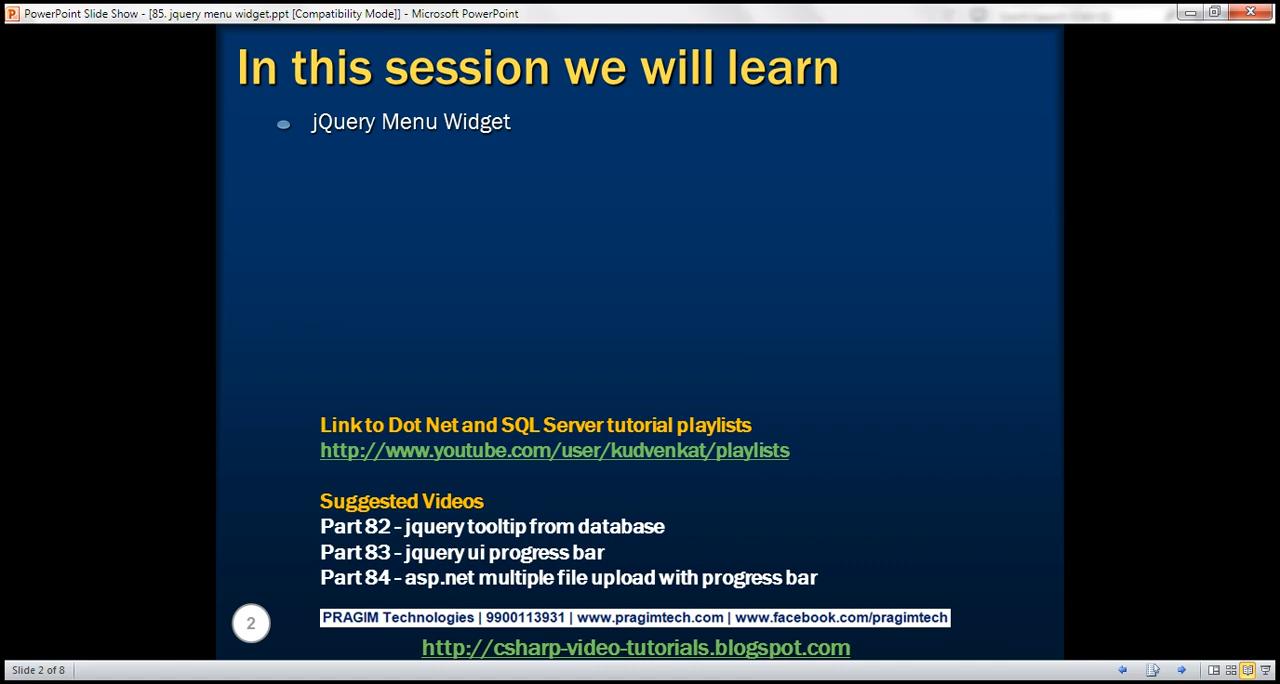 PowerPoint Slide Show - [85. jquery menu widget.ppt [Compatibility Mode]] - Microsoft PowerPoint
In this session we will learn
jQuery Menu Widget
Link to Dot Net and SQL Server tutorial playlists
http://www.youtube.com/user/kudvenkat/playlists
Suggested Videos
Part 82 - jquery tooltip from database
Part 83 - jquery ui progress bar
Part 84 - asp.net multiple file upload with progress bar
2
PRAGIM Technologies | 9900113931 | www.pragimtech.com | www.facebook.com/pragimtech
http://csharp-video-tutorials.blogspot.com
Slide 2 of 8